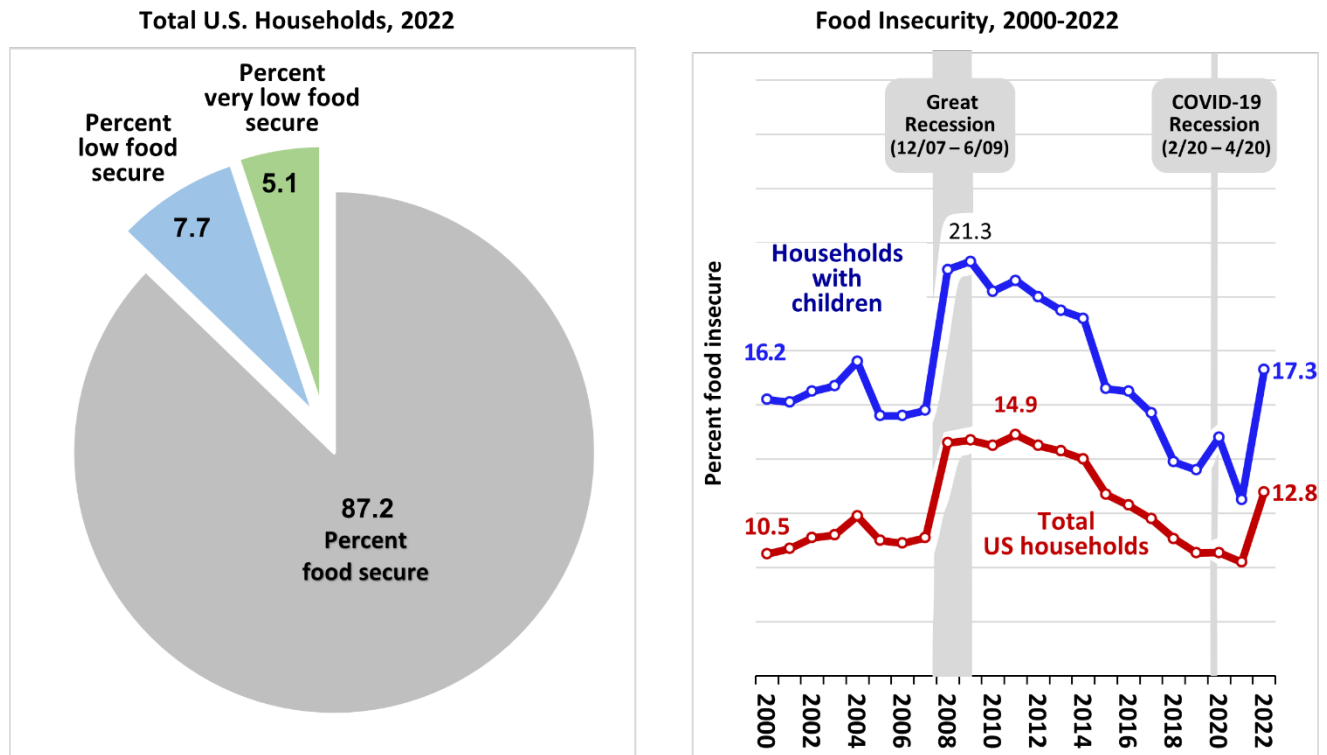 Total U.S. Households, 2022
Percent
very low food
secure
Percent
low food
secure
5.1
7.7
87.2
Percent
food secure
Food Insecurity, 2000-2022
Great
Recession
(12/07 – 6/09)
COVID-19
Recession
(2/20 – 4/20)
Percent food insecure
21.3
Households
with
children
16.2
17.3
14.9
10.5
12.8
Total
US households
2000
2002
2004
2006
2008
2010
2012
2014
2016
2018
2020
2022